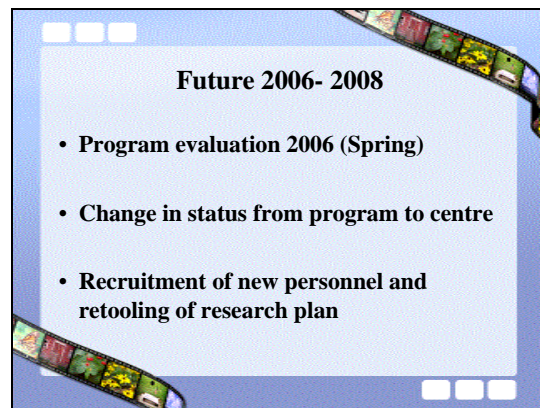 Future 2006- 2008
• Program evaluation 2006 (Spring)
• Change in status from program to centre
• Recruitment of new personnel and
retooling of research plan